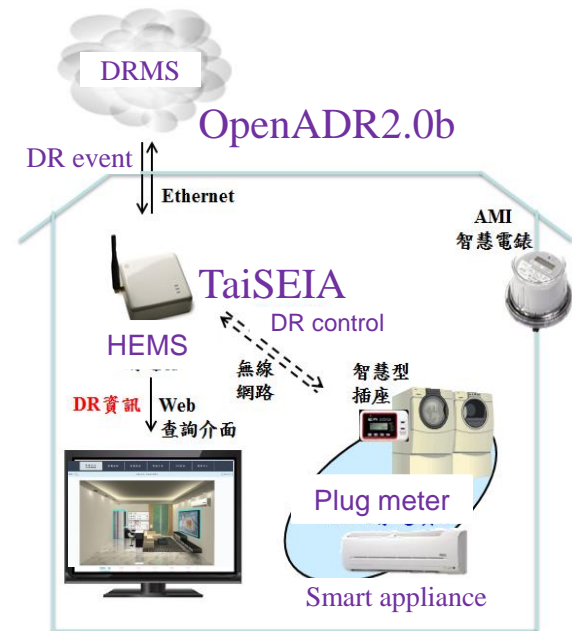 DRMS
OpenADR2.0b
DR event
Ethernet
AMI
智慧電錶
TaiSEIA
DR control
HEMS
無線
網路
智慧型
插座
DR資訊
Web
查詢介面
Plug meter
Smart appliance